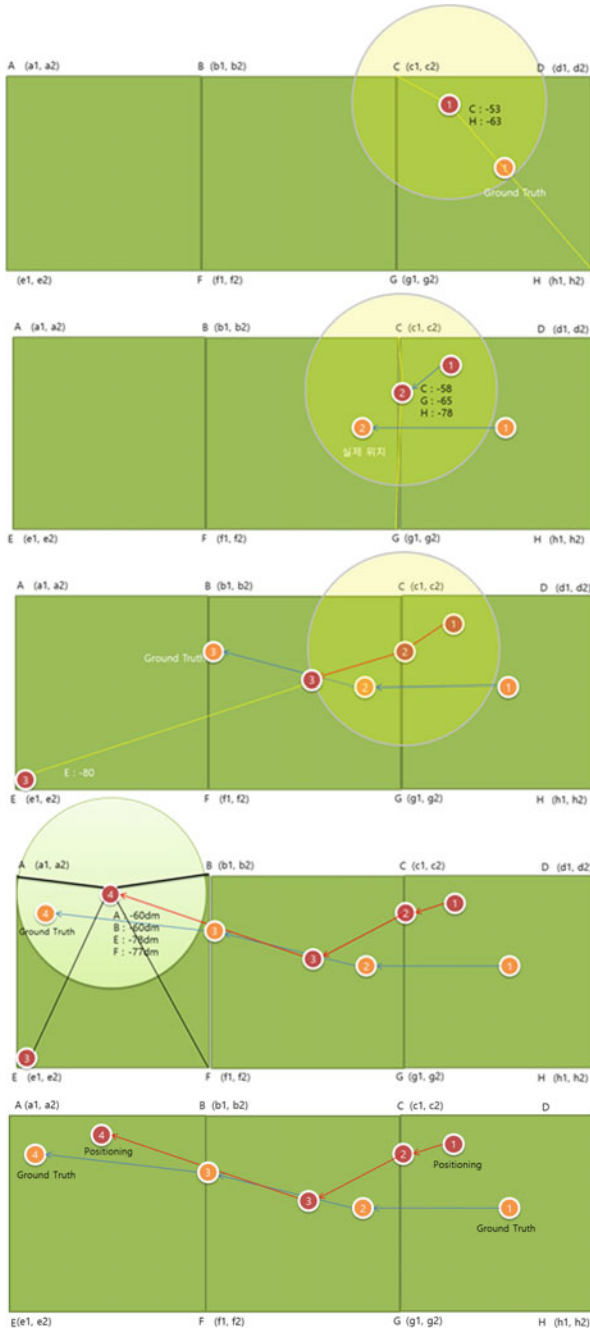 A (a1, a2) B (b1, b2) C (c1, c2) D (d1, d2)
1
C : -53
H : -63
1
Ground Truth
(e1, e2) F (f1, f2) G (g1, g2) H (h1, h2)
A (a1, a2) B (b1, b2) C (c1, c2) D (d1, d2)
1
2
C : -58
G : -65
H : -78
2 1
실제 위치
E (e1, e2) F (f1, f2) G (g1, g2) H (h1, h2)
A (a1, a2) B (b1, b2) C (c1, c2) D (d1, d2)
1
3 2
Ground Truth
3 2 1
E : -80
3
E (e1, e2) F (f1, f2) G (g1, g2) H (h1, h2)
A (a1, a2) B (b1, b2) C (c1, c2) D (d1, d2)
4 1
4 2
A : -60dm
Ground Truth
B : -60dm
3
E : -78dm
F : -77dm
3 2 1
3
E (e1, e2) F (f1, f2) G (g1, g2) H (h1, h2)
A (a1, a2) B (b1, b2) C (c1, c2) D
4 1
4 Positioning 2 Positioning
Ground Truth 3
3 2 1
Ground Truth
E(e1, e2) F (f1, f2) G (g1, g2) H (h1, h2)